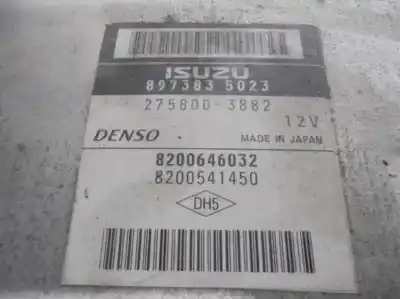 ISUZU
897383 5023
275800-3882
12V
DENSO MADE IN JAPAN
8200646032
8200541450
DH5